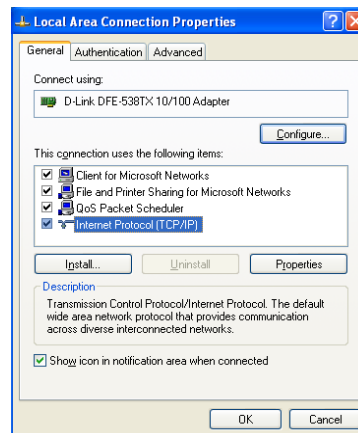 Local Area Connection Properties
General Authentication Advanced
Connect using:
D-Link DFE-538TX 10/100 Adapter
Configure...
This connection uses the following items:
Client for Microsoft Networks
File and Printer Sharing for Microsoft Networks
QoS Packet Scheduler
Internet Protocol (TCP/IP)
Install... Uninstall Properties
Description
Transmission Control Protocol/Internet Protocol. The default
wide area network protocol that provides communication
across diverse interconnected networks.
Show icon in notification area when connected
OK Cancel